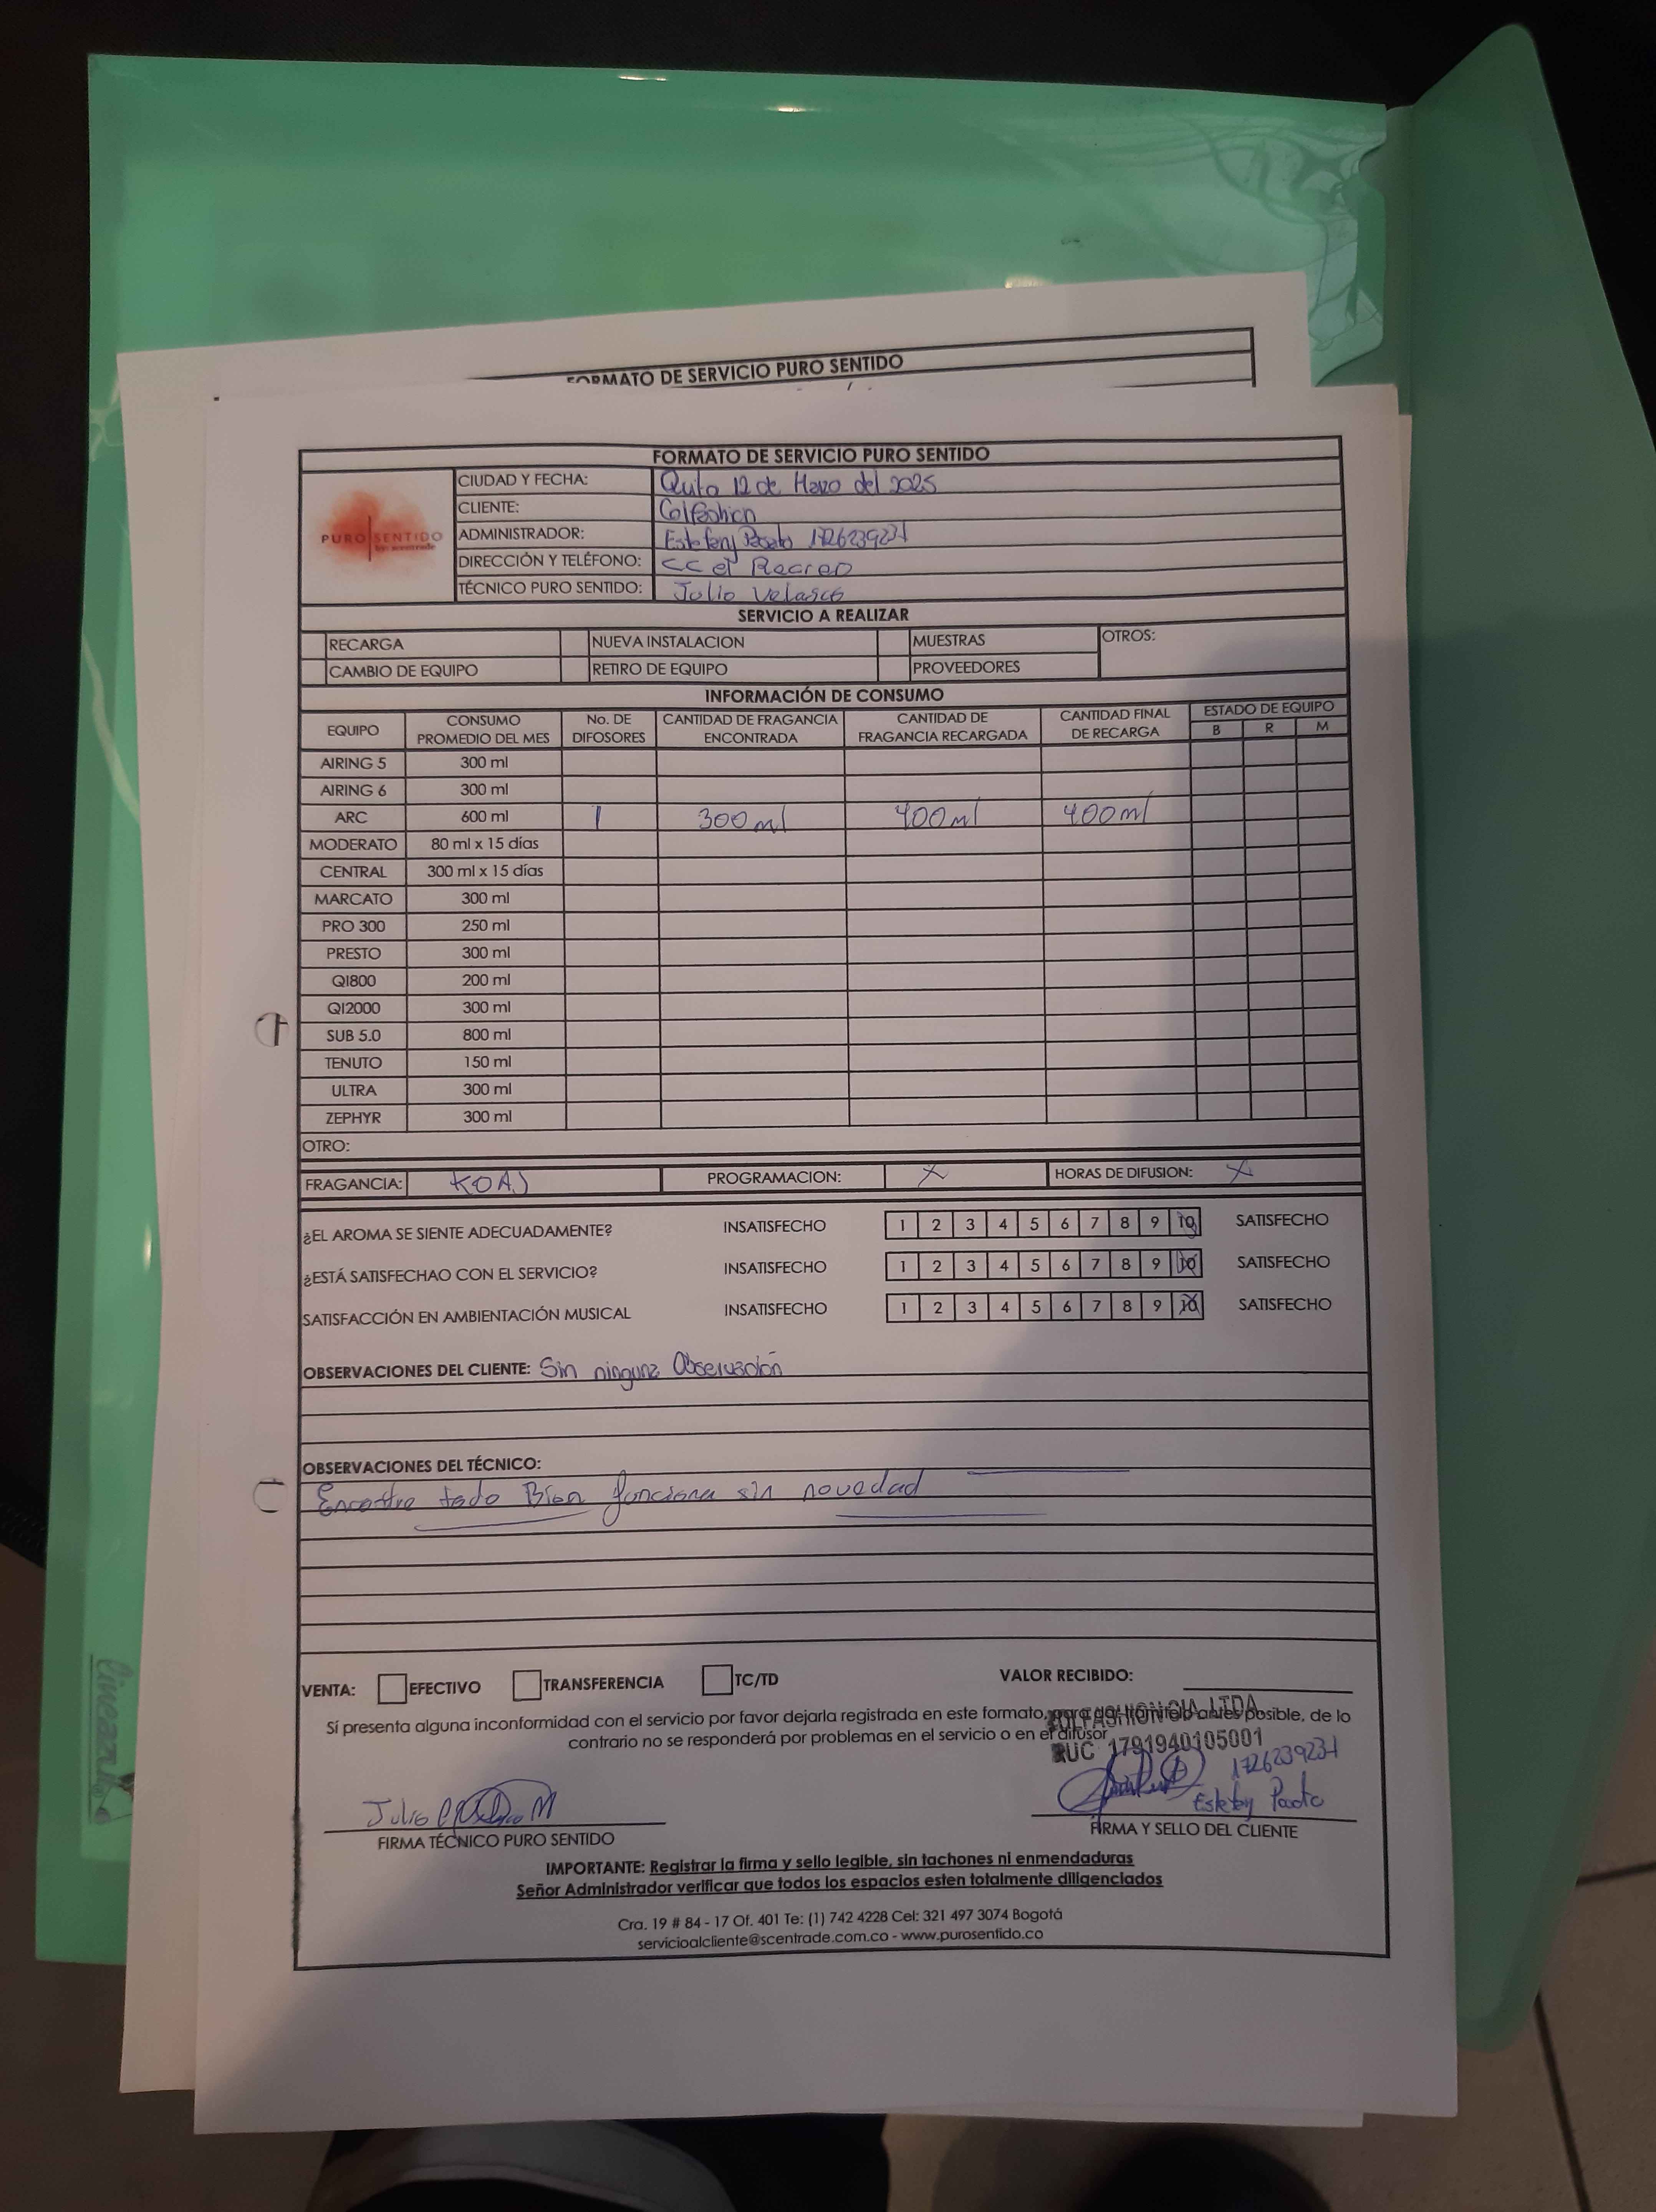 FORMATO DE SERVICIO PURO SENTIDO
FORMATO DE SERVICIO PURO SENTIDO
PURO SENTIDO
by: scentrade
CIUDAD Y FECHA: Quito 12 de Marzo del 2025
CLIENTE: Colfashion
ADMINISTRADOR: Estefany 1726239231
DIRECCIÓN Y TELÉFONO: CC el Recreo
TÉCNICO PURO SENTIDO: Julio Velasco
SERVICIO A REALIZAR
RECARGA NUEVA INSTALACION MUESTRAS OTROS:
CAMBIO DE EQUIPO RETIRO DE EQUIPO PROVEEDORES
INFORMACIÓN DE CONSUMO
EQUIPO CONSUMO PROMEDIO DEL MES No. DE DIFOSORES CANTIDAD DE FRAGANCIA ENCONTRADA CANTIDAD DE FRAGANCIA RECARGADA CANTIDAD FINAL DE RECARGA ESTADO DE EQUIPO
B R M
AIRING 5 300 ml
AIRING 6 300 ml
ARC 600 ml 1 300 ml 400 ml 400 ml
MODERATO 80 ml x 15 días
CENTRAL 300 ml x 15 días
MARCATO 300 ml
PRO 300 250 ml
PRESTO 300 ml
QI800 200 ml
QI2000 300 ml
SUB 5.0 800 ml
TENUTO 150 ml
ULTRA 300 ml
ZEPHYR 300 ml
OTRO:
FRAGANCIA: KOAJ PROGRAMACION: X HORAS DE DIFUSION: X
¿EL AROMA SE SIENTE ADECUADAMENTE? INSATISFECHO 1 2 3 4 5 6 7 8 9 10 SATISFECHO
¿ESTÁ SATISFECHAO CON EL SERVICIO? INSATISFECHO 1 2 3 4 5 6 7 8 9 10 SATISFECHO
SATISFACCIÓN EN AMBIENTACIÓN MUSICAL INSATISFECHO 1 2 3 4 5 6 7 8 9 10 SATISFECHO
OBSERVACIONES DEL CLIENTE: Sin ninguna Observación
OBSERVACIONES DEL TÉCNICO:
todo Bien funciona sin novedad
VENTA: EFECTIVO TRANSFERENCIA TC/TD VALOR RECIBIDO:
Sí presenta alguna inconformidad con el servicio por favor dejarla registrada en este formato, para dar trámite lo antes posible, de lo
contrario no se responderá por problemas en el servicio o en el difusor
COLFASHION CIA. LTDA
RUC 1791940105001
1726239231
Julio
FIRMA TÉCNICO PURO SENTIDO
FIRMA Y SELLO DEL CLIENTE
IMPORTANTE: Registrar la firma y sello legible, sin tachones ni enmendaduras
Señor Administrador verificar que todos los espacios esten totalmente diligenciados
Cra. 19 # 84 - 17 Of. 401 Te: (1) 742 4228 Cel: 321 497 3074 Bogotá
servicioalcliente@scentrade.com.co - www.purosentido.co